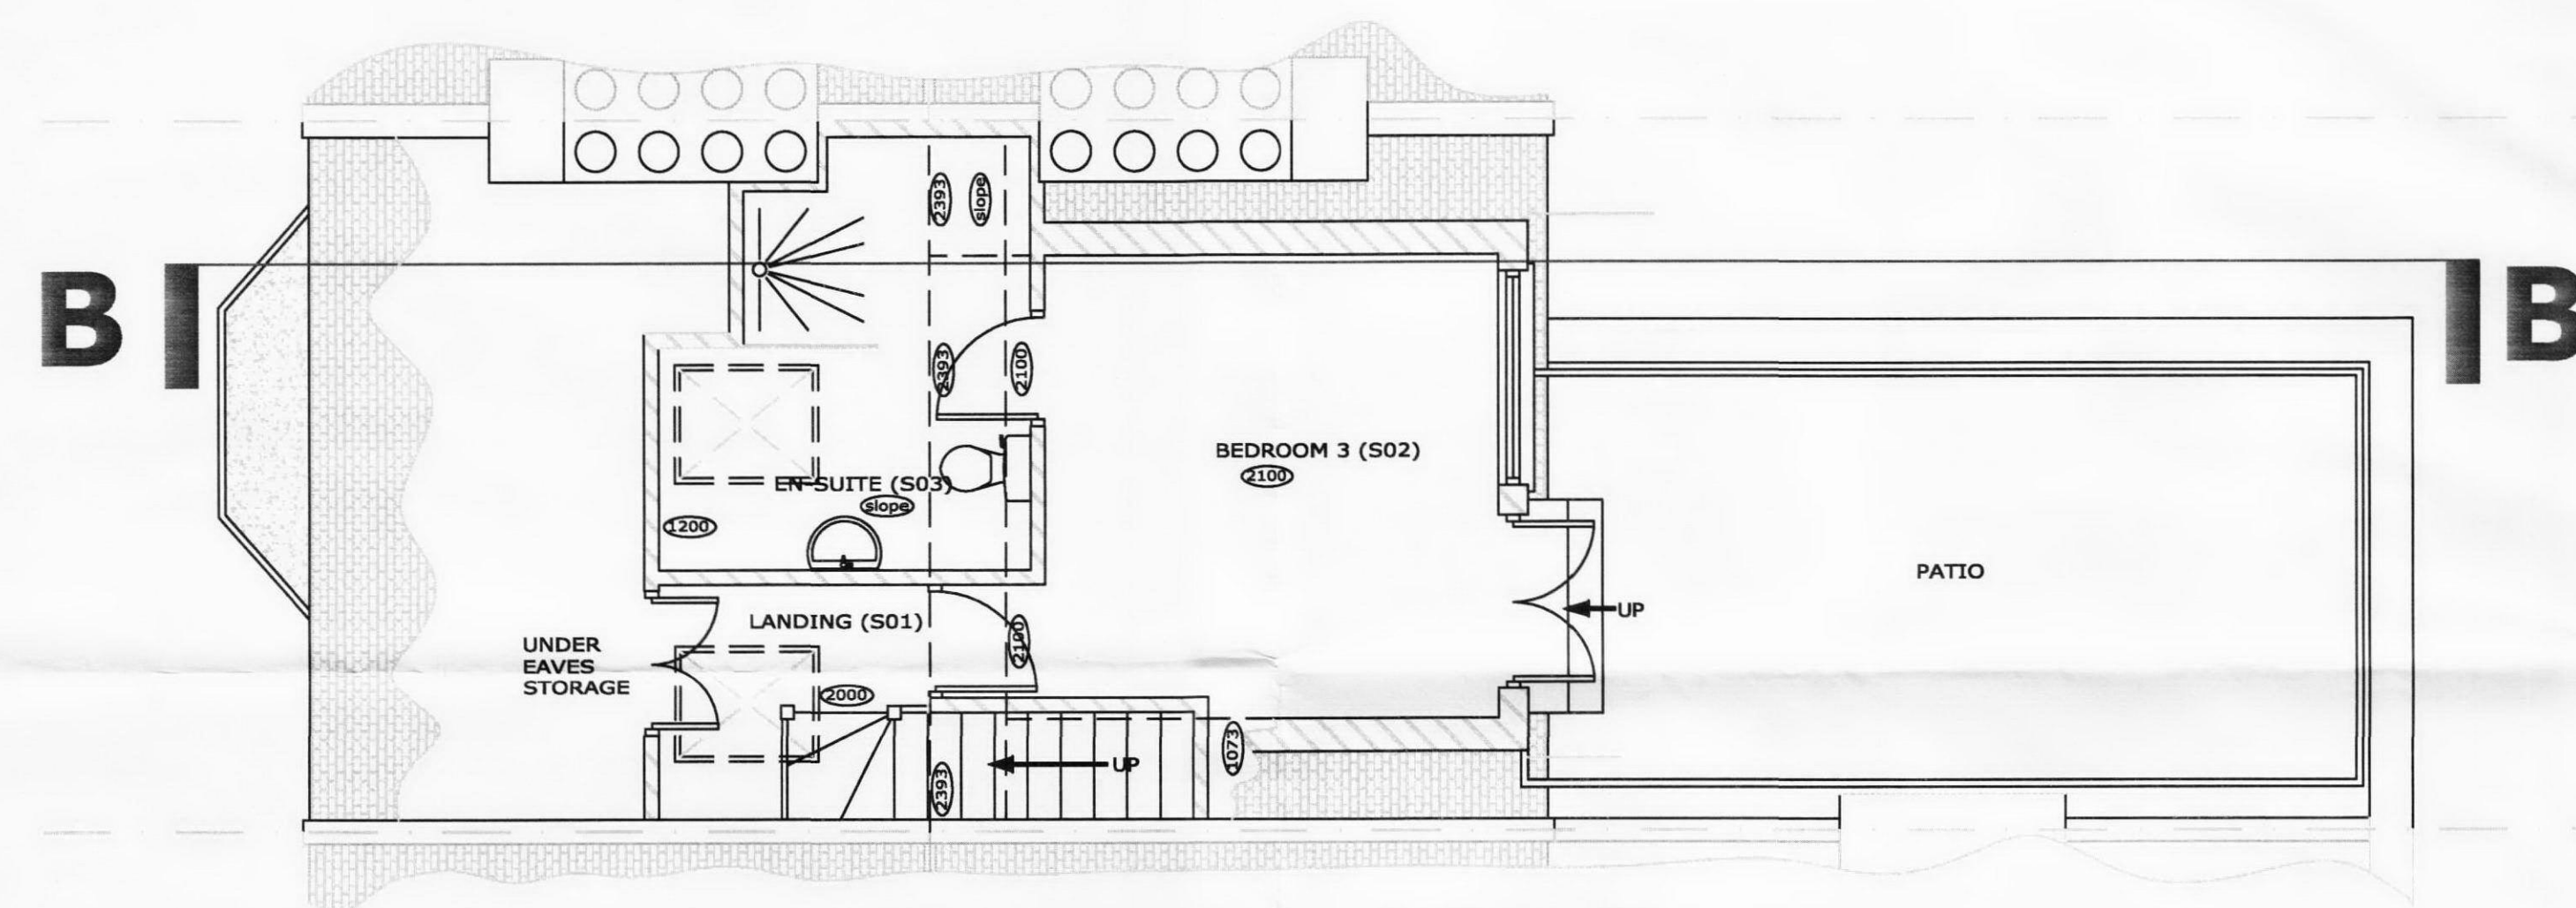 2393
slope
B
B
2393
2100
BEDROOM 3 (S02)
2100
EN-SUITE (S03)
slope
1200
PATIO
UP
LANDING (S01)
2100
UNDER
EAVES
STORAGE
2000
1073
UP
2393